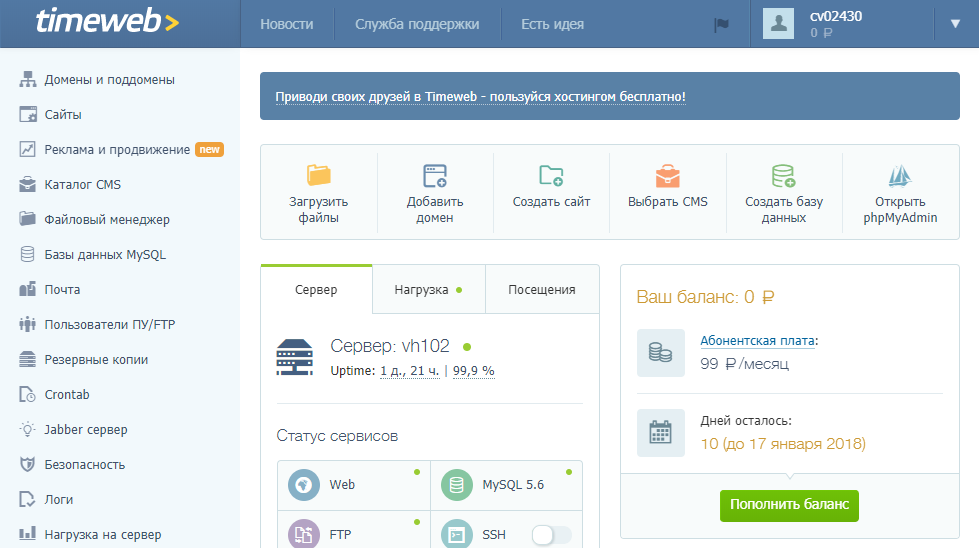 timeweb>
Новости
Служба поддержки
Есть идея
cv02430
0 ₽
Домены и поддомены
Сайты
Реклама и продвижение new
Каталог CMS
Файловый менеджер
Базы данных MySQL
Почта
Пользователи ПУ/FTP
Резервные копии
Crontab
Jabber сервер
Безопасность
Логи
Нагрузка на сервер
Приводи своих друзей в Timeweb - пользуйся хостингом бесплатно!
Загрузить
файлы
Добавить
домен
Создать сайт
Выбрать CMS
Создать базу
данных
Открыть
phpMyAdmin
Сервер
Нагрузка
Посещения
Сервер: vh102
Uptime: 1 д., 21 ч. | 99,9 %
Статус сервисов
Web
MySQL 5.6
FTP
SSH
Ваш баланс: 0 ₽
Абонентская плата:
99 ₽/месяц
Дней осталось:
10 (до 17 января 2018)
Пополнить баланс